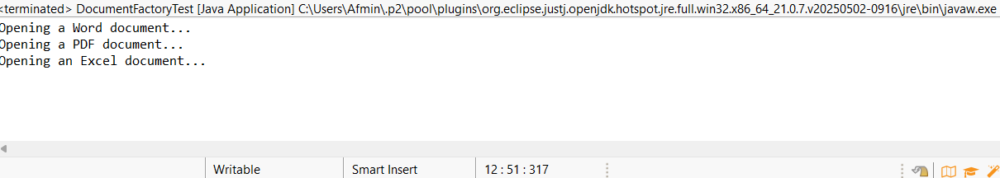 <terminated> DocumentFactoryTest [Java Application] C:\Users\Afmin\.p2\pool\plugins\org.eclipse.justj.openjdk.hotspot.jre.full.win32.x86_64_21.0.7.v20250502-0916\jre\bin\javaw.exe
Opening a Word document...
Opening a PDF document...
Opening an Excel document...
Writable Smart Insert 12 : 51 : 317